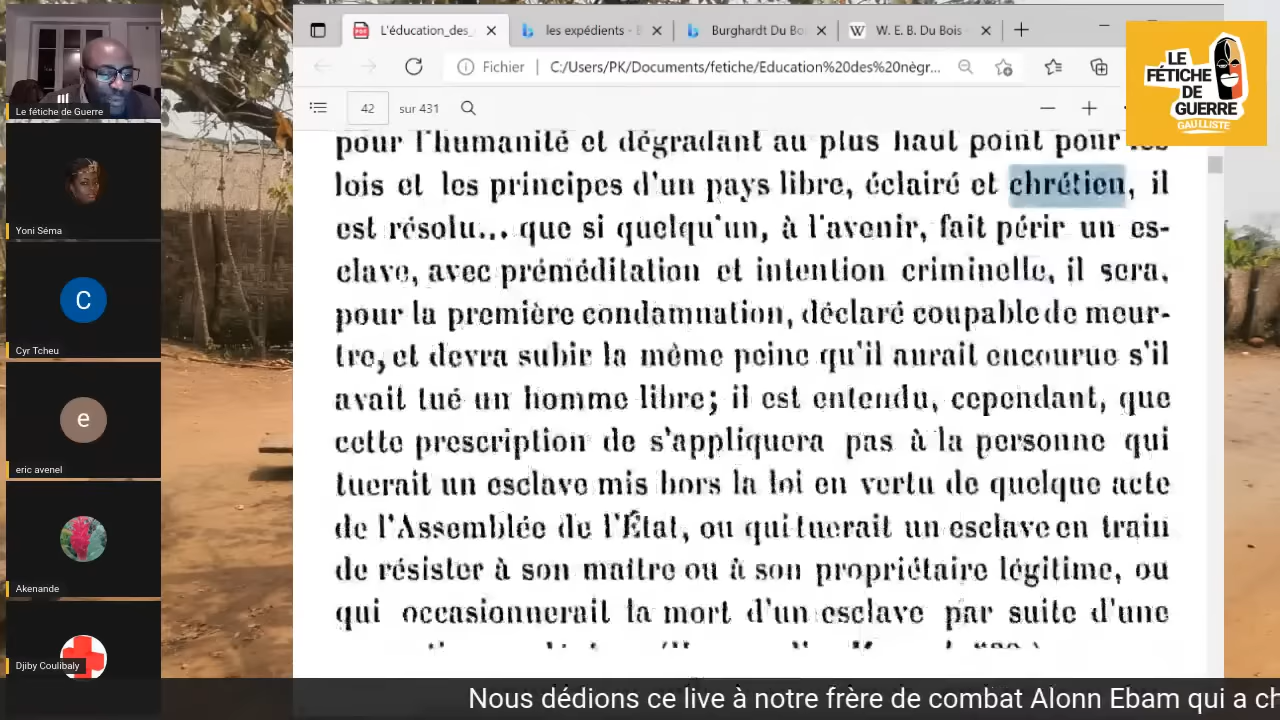 Le fétiche de Guerre
Yoni Séma
C
Cyr Tcheu
e
eric avenel
Akenande
Djiby Coulibaly
L'éducation_des_
les expédients -
Burghardt Du Bo
W
W. E. B. Du Bois -
Fichier
C:/Users/PK/Documents/fetiche/Education%20des%20nègr...
42
sur 431
LE
FÉTICHE
DE
GUERRE
GAULLISTE
pour l'humanité et dégradant au plus haut point pour les
lois et les principes d'un pays libre, éclairé et chrétien, il
est résolu... que si quelqu'un, à l'avenir, fait périr un es-
clave, avec préméditation et intention criminelle, il sera,
pour la première condamnation, déclaré coupable de meur-
tre, et devra subir la même peine qu'il aurait encourue s'il
avait tué un homme libre; il est entendu, cependant, que
cette prescription de s'appliquera pas à la personne qui
tuerait un esclave mis hors la loi en vertu de quelque acte
de l'Assemblée de l'État, ou qui tuerait un esclave en train
de résister à son maître ou à son propriétaire légitime, ou
qui occasionnerait la mort d'un esclave par suite d'une
Nous dédions ce live à notre frère de combat Alonn Ebam qui a ch